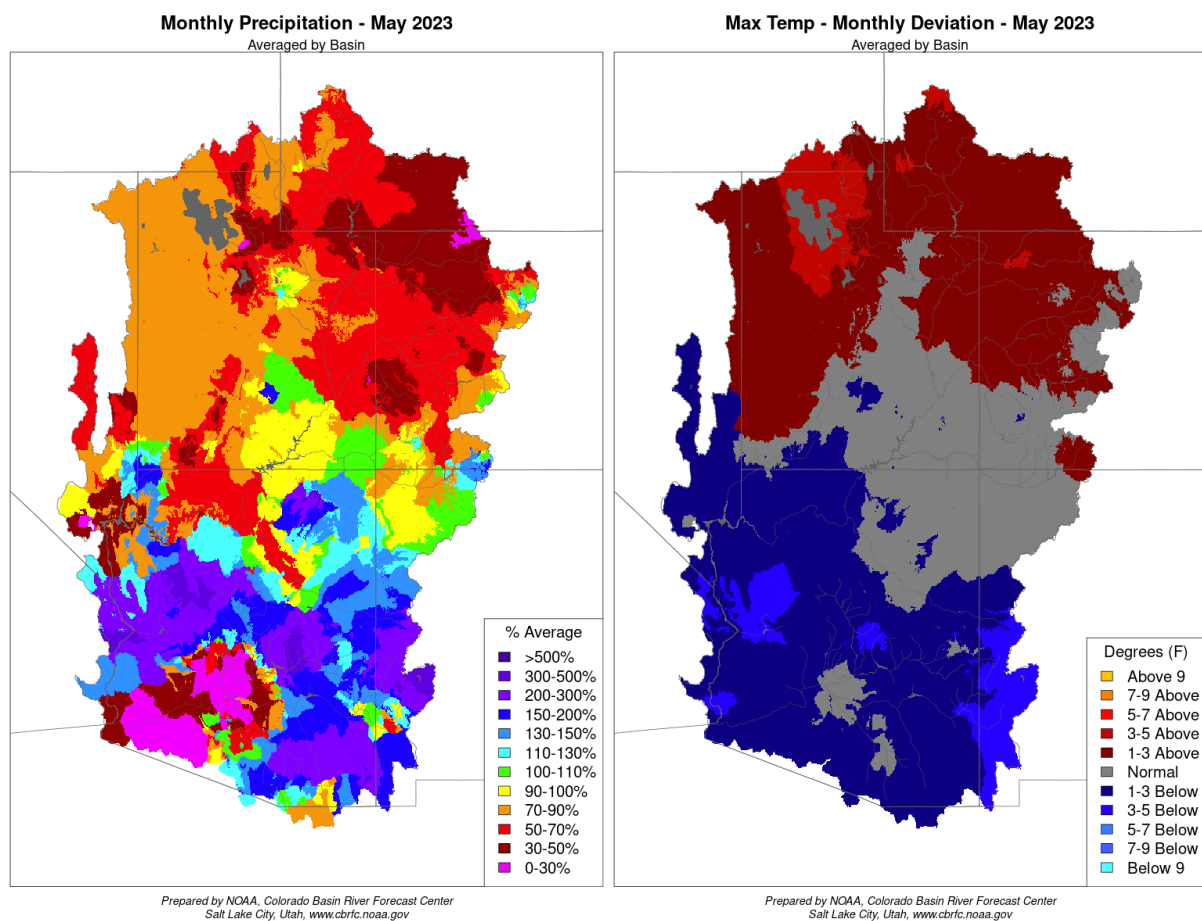 Monthly Precipitation - May 2023
Averaged by Basin
% Average
>500%
300-500%
200-300%
150-200%
130-150%
110-130%
100-110%
90-100%
70-90%
50-70%
30-50%
0-30%
Prepared by NOAA, Colorado Basin River Forecast Center
Salt Lake City, Utah, www.cbrfc.noaa.gov
Max Temp - Monthly Deviation - May 2023
Averaged by Basin
Degrees (F)
Above 9
7-9 Above
5-7 Above
3-5 Above
1-3 Above
Normal
1-3 Below
3-5 Below
5-7 Below
7-9 Below
Below 9
Prepared by NOAA, Colorado Basin River Forecast Center
Salt Lake City, Utah, www.cbrfc.noaa.gov